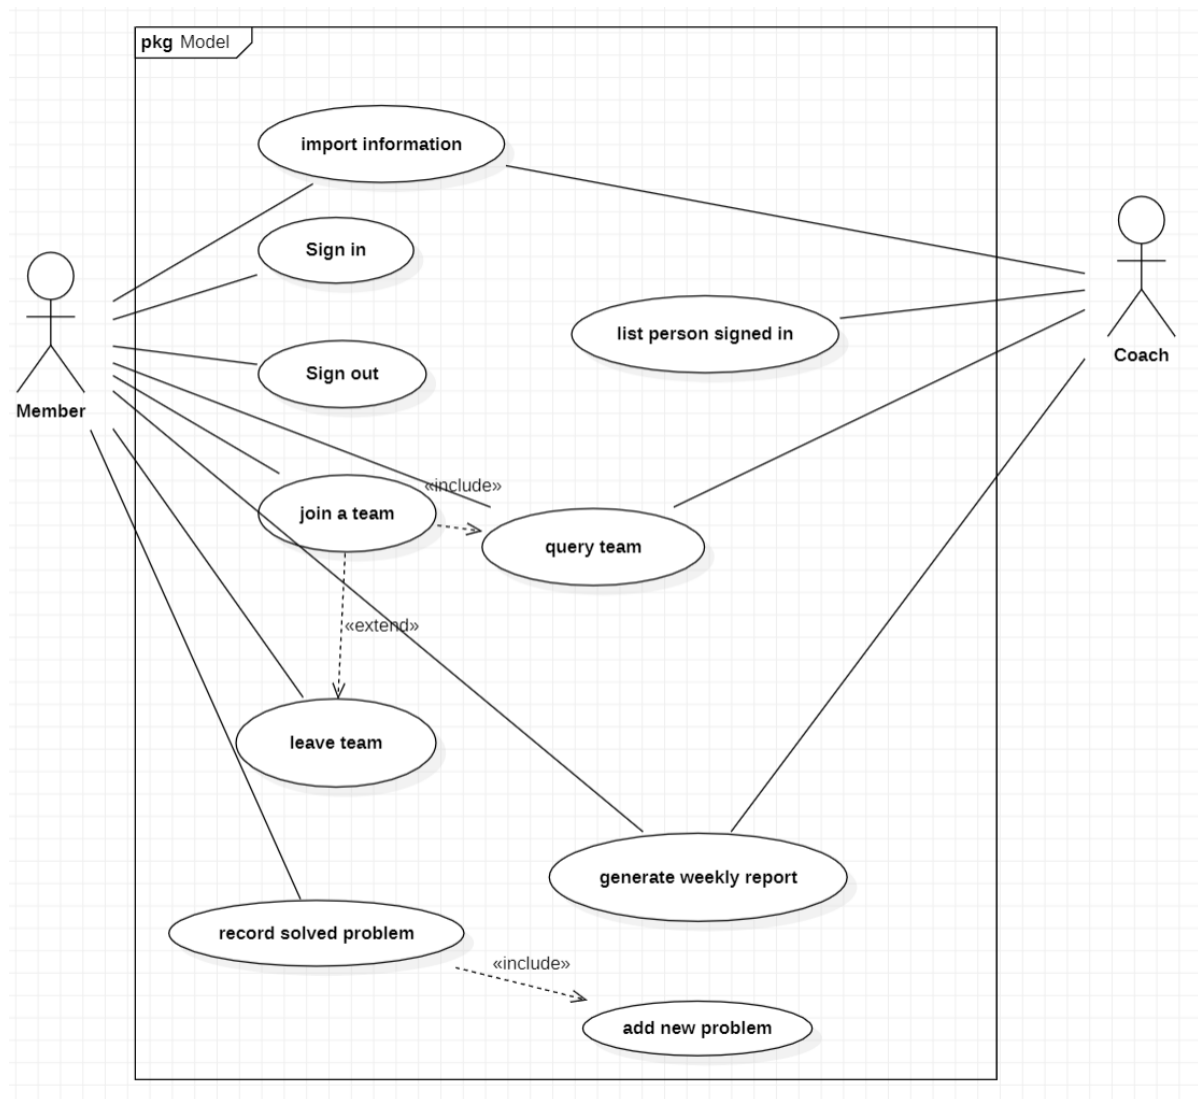 pkg Model
import information
Sign in
list person signed in
Coach
Sign out
Member
«include»
join a team
query team
«extend»
leave team
generate weekly report
record solved problem
«include»
add new problem